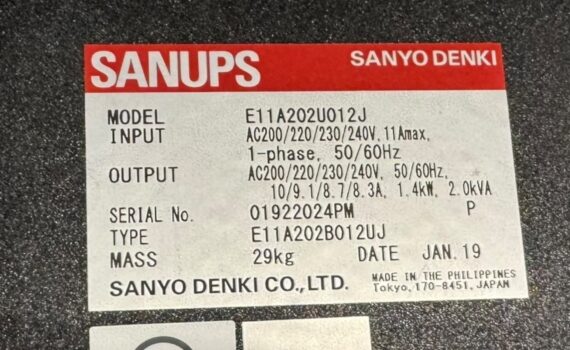 SANUPS SANYO DENKI
MODEL E11A202U012J
INPUT AC200/220/230/240V, 11Amax,
1-phase, 50/60Hz
OUTPUT AC200/220/230/240V, 50/60Hz,
10/9.1/8.7/8.3A, 1.4kW, 2.0kVA
SERIAL No. 01922024PM P
TYPE E11A202B012UJ
MASS 29kg DATE JAN.19
SANYO DENKI CO.,LTD. MADE IN THE PHILIPPINES
Tokyo, 170-8451, JAPAN